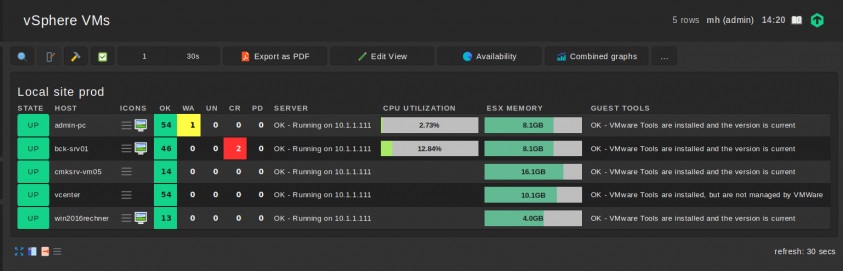 vSphere VMs 5 rows mh (admin) 14:20
1 30s Export as PDF Edit View Availability Combined graphs ...
Local site prod
STATE HOST ICONS OK WA UN CR PD SERVER CPU UTILIZATION ESX MEMORY GUEST TOOLS
UP admin-pc 54 1 0 0 0 OK - Running on 10.1.1.111 2.73% 8.1GB OK - VMware Tools are installed and the version is current
UP bck-srv01 46 0 0 2 0 OK - Running on 10.1.1.111 12.84% 8.1GB OK - VMware Tools are installed and the version is current
UP cmksrv-vm05 14 0 0 0 0 OK - Running on 10.1.1.111 16.1GB OK - VMware Tools are installed and the version is current
UP vcenter 54 0 0 0 0 OK - Running on 10.1.1.111 10.1GB OK - VMware Tools are installed, but are not managed by VMWare
UP win2016rechner 13 0 0 0 0 OK - Running on 10.1.1.111 4.0GB OK - VMware Tools are installed and the version is current
refresh: 30 secs